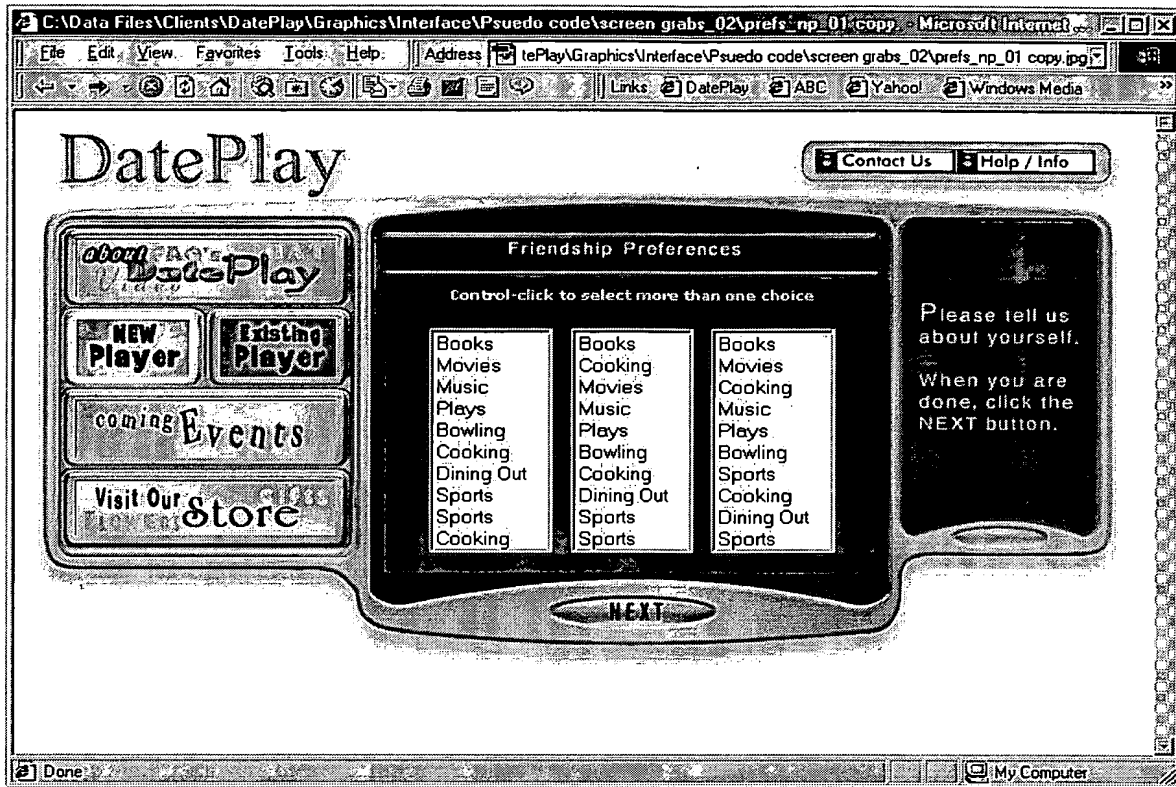 C:\Data Files\Clients\DatePlay\Graphics\Interface\Psuedo code\screen grabs_02\prefs_np_01 copy. - Microsoft Internet
File Edit View Favorites Tools Help Address tePlay\Graphics\Interface\Psuedo code\screen grabs_02\prefs_np_01 copy.jpg
Links DatePlay ABC Yahoo! Windows Media »
DatePlay
Contact Us Help / Info
about DatePlay
FAQ's
Video
NEW Player
Existing Player
coming Events
Visit Our Store
Friendship Preferences
Control-click to select more than one choice
Books
Movies
Music
Plays
Bowling
Cooking
Dining Out
Sports
Sports
Cooking
Books
Cooking
Movies
Music
Plays
Bowling
Cooking
Dining Out
Sports
Sports
Books
Movies
Cooking
Music
Plays
Bowling
Sports
Cooking
Dining Out
Sports
NEXT
Please tell us
about yourself.
When you are
done, click the
NEXT button.
Done My Computer